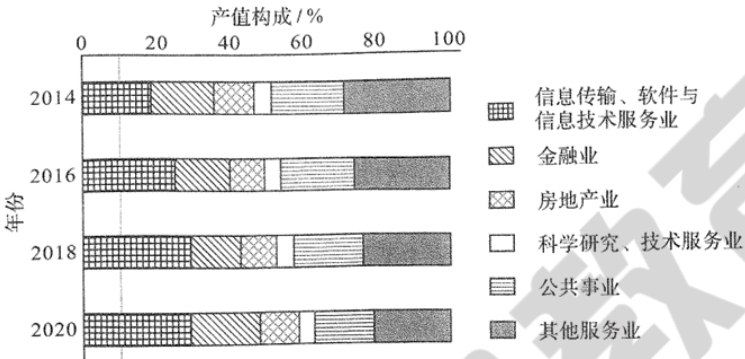 产值构成/%
0 20 40 60 80 100
2014
2016
2018
2020
年份
信息传输、软件与
信息技术服务业
金融业
房地产业
科学研究、技术服务业
公共事业
其他服务业